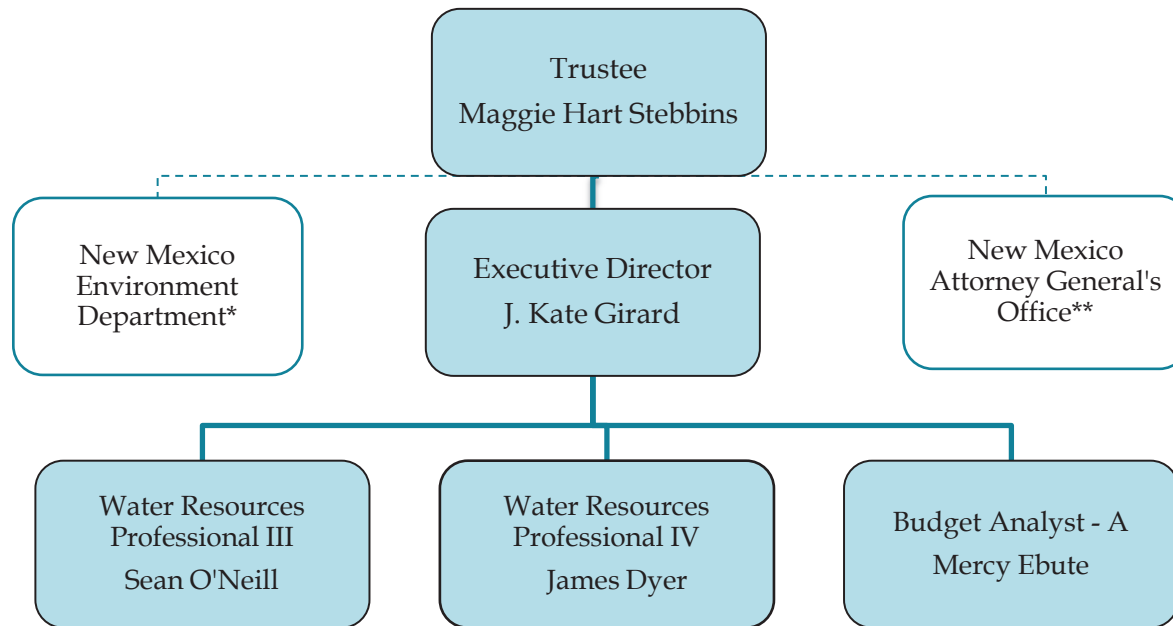 Trustee
Maggie Hart Stebbins
New Mexico
Environment
Department*
Executive Director
J. Kate Girard
New Mexico
Attorney General's
Office**
Water Resources
Professional III
Sean O'Neill
Water Resources
Professional IV
James Dyer
Budget Analyst - A
Mercy Ebute